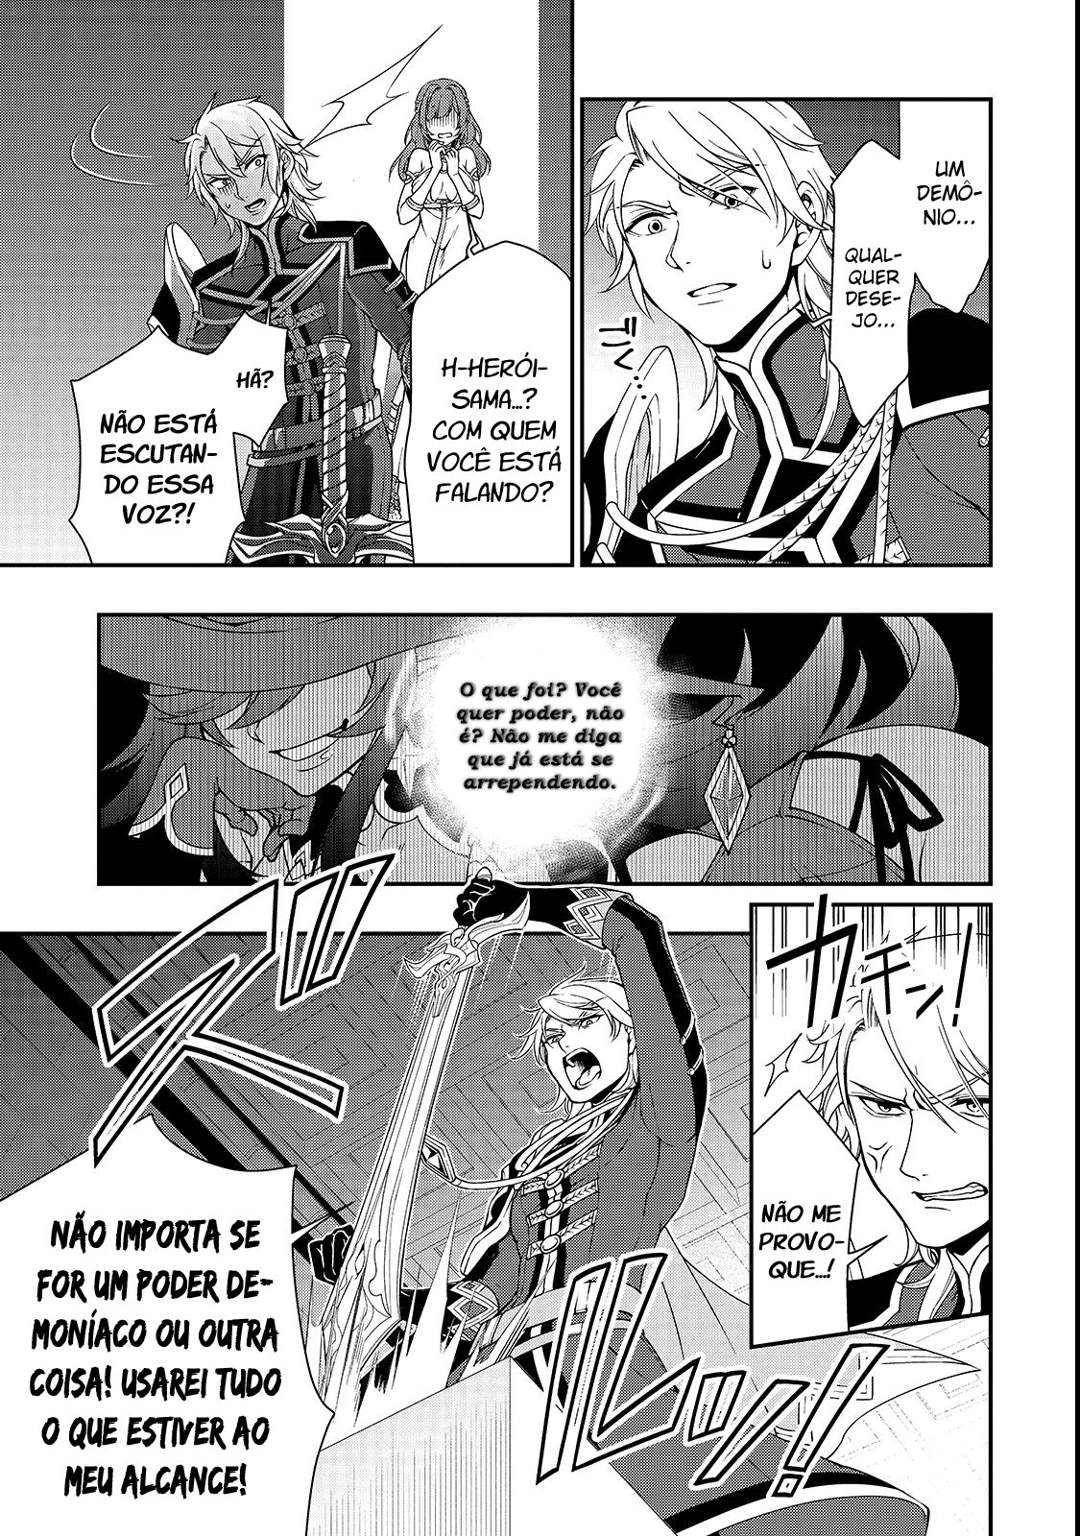 UM
DEMÔ-
NIO...
QUAL-
QUER
DESE-
JO...
H-HERÓI-
SAMA...?
COM QUEM
VOCÊ ESTÁ
FALANDO?
HÃ?
NÃO ESTÁ
ESCUTAN-
DO ESSA
VOZ?!
O que foi? Você
quer poder, não
é? Não me diga
que já está se
arrependendo.
カチン!
NÃO ME
PROVO-
QUE...!
NÃO IMPORTA SE
FOR UM PODER DE-
MONÍACO OU OUTRA
COISA! USAREI TUDO
O QUE ESTIVER AO
MEU ALCANCE!